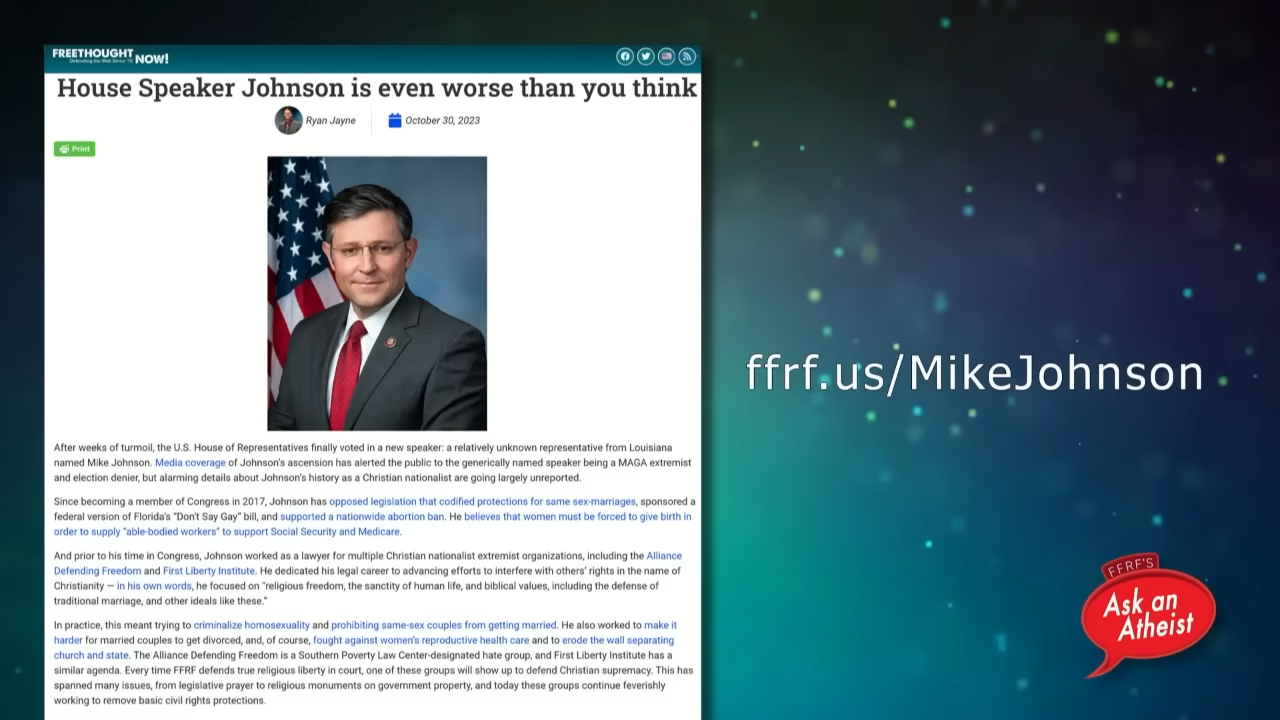 FREETHOUGHT NOW!
Defending the Wall Since '76
House Speaker Johnson is even worse than you think
Ryan Jayne
October 30, 2023
Print
After weeks of turmoil, the U.S. House of Representatives finally voted in a new speaker: a relatively unknown representative from Louisiana
named Mike Johnson. Media coverage of Johnson's ascension has alerted the public to the generically named speaker being a MAGA extremist
and election denier, but alarming details about Johnson's history as a Christian nationalist are going largely unreported.
Since becoming a member of Congress in 2017, Johnson has opposed legislation that codified protections for same sex-marriages, sponsored a
federal version of Florida's "Don't Say Gay" bill, and supported a nationwide abortion ban. He believes that women must be forced to give birth in
order to supply "able-bodied workers" to support Social Security and Medicare.
And prior to his time in Congress, Johnson worked as a lawyer for multiple Christian nationalist extremist organizations, including the Alliance
Defending Freedom and First Liberty Institute. He dedicated his legal career to advancing efforts to interfere with others' rights in the name of
Christianity — in his own words, he focused on "religious freedom, the sanctity of human life, and biblical values, including the defense of
traditional marriage, and other ideals like these."
In practice, this meant trying to criminalize homosexuality and prohibiting same-sex couples from getting married. He also worked to make it
harder for married couples to get divorced, and, of course, fought against women's reproductive health care and to erode the wall separating
church and state. The Alliance Defending Freedom is a Southern Poverty Law Center-designated hate group, and First Liberty Institute has a
similar agenda. Every time FFRF defends true religious liberty in court, one of these groups will show up to defend Christian supremacy. This has
spanned many issues, from legislative prayer to religious monuments on government property, and today these groups continue feverishly
working to remove basic civil rights protections.
ffrf.us/MikeJohnson
FFRF'S
Ask an
Atheist